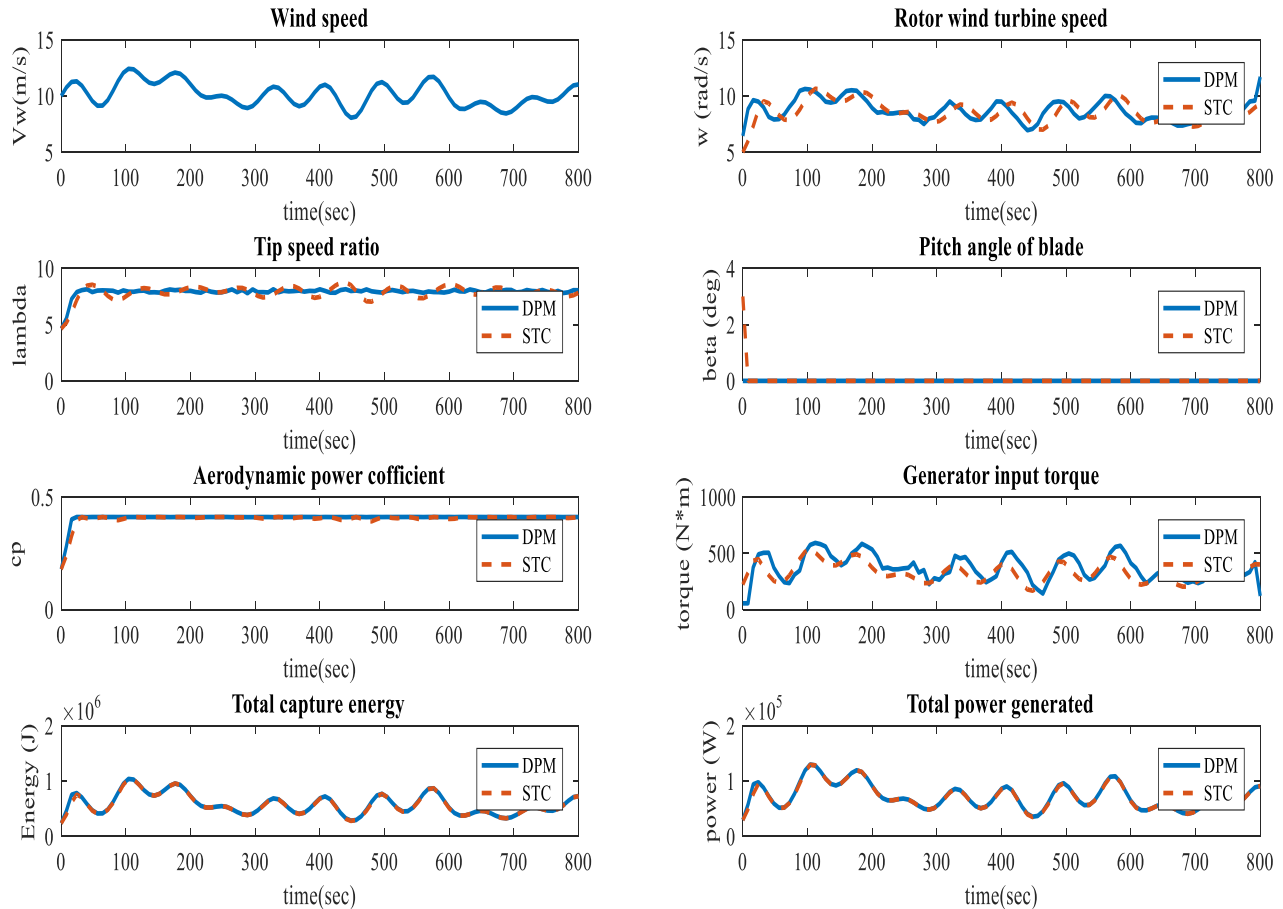 Wind speed
Vw(m/s)
15
10
5
0 100 200 300 400 500 600 700 800
time(sec)
Rotor wind turbine speed
w (rad/s)
15
10
5
DPM
STC
0 100 200 300 400 500 600 700 800
time(sec)
Tip speed ratio
lambda
10
5
0
DPM
STC
0 100 200 300 400 500 600 700 800
time(sec)
Pitch angle of blade
beta (deg)
4
2
0
DPM
STC
0 100 200 300 400 500 600 700 800
time(sec)
Aerodynamic power cofficient
cp
0.5
0
DPM
STC
0 100 200 300 400 500 600 700 800
time(sec)
Generator input torque
torque (N*m)
1000
500
0
DPM
STC
0 100 200 300 400 500 600 700 800
time(sec)
Total capture energy
×10⁶
Energy (J)
2
1
0
DPM
STC
0 100 200 300 400 500 600 700 800
time(sec)
Total power generated
×10⁵
power (W)
2
1
0
DPM
STC
0 100 200 300 400 500 600 700 800
time(sec)